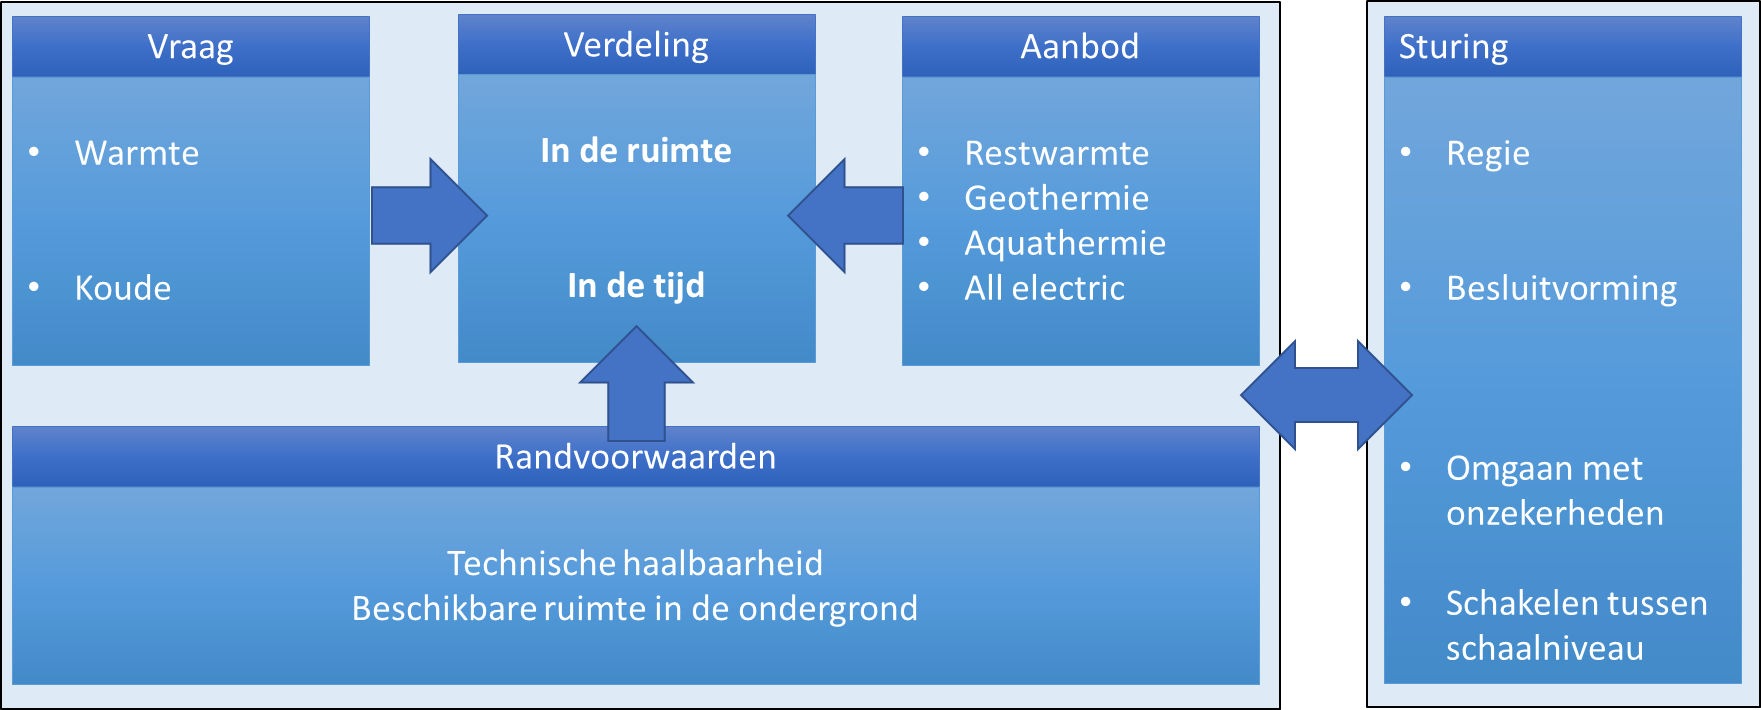 Vraag
• Warmte
• Koude
Verdeling
In de ruimte
In de tijd
Aanbod
• Restwarmte
• Geothermie
• Aquathermie
• All electric
Randvoorwaarden
Technische haalbaarheid
Beschikbare ruimte in de ondergrond
Sturing
• Regie
• Besluitvorming
• Omgaan met
onzekerheden
• Schakelen tussen
schaalniveau